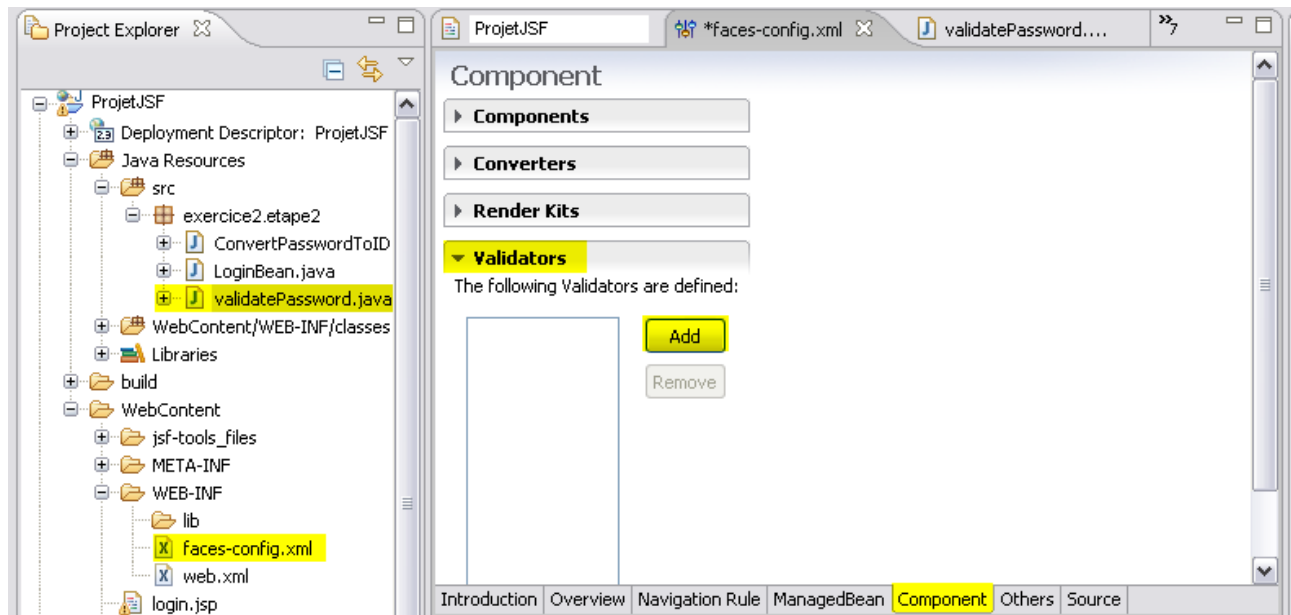 Project Explorer
ProjetJSF
Deployment Descriptor: ProjetJSF
2.3
Java Resources
src
exercice2.etape2
ConvertPasswordToID
LoginBean.java
validatePassword.java
WebContent/WEB-INF/classes
Libraries
build
WebContent
jsf-tools_files
META-INF
WEB-INF
lib
faces-config.xml
web.xml
login.jsp
ProjetJSF
*faces-config.xml
validatePassword....
»7
Component
Components
Converters
Render Kits
Validators
The following Validators are defined:
Add
Remove
Introduction Overview Navigation Rule ManagedBean Component Others Source